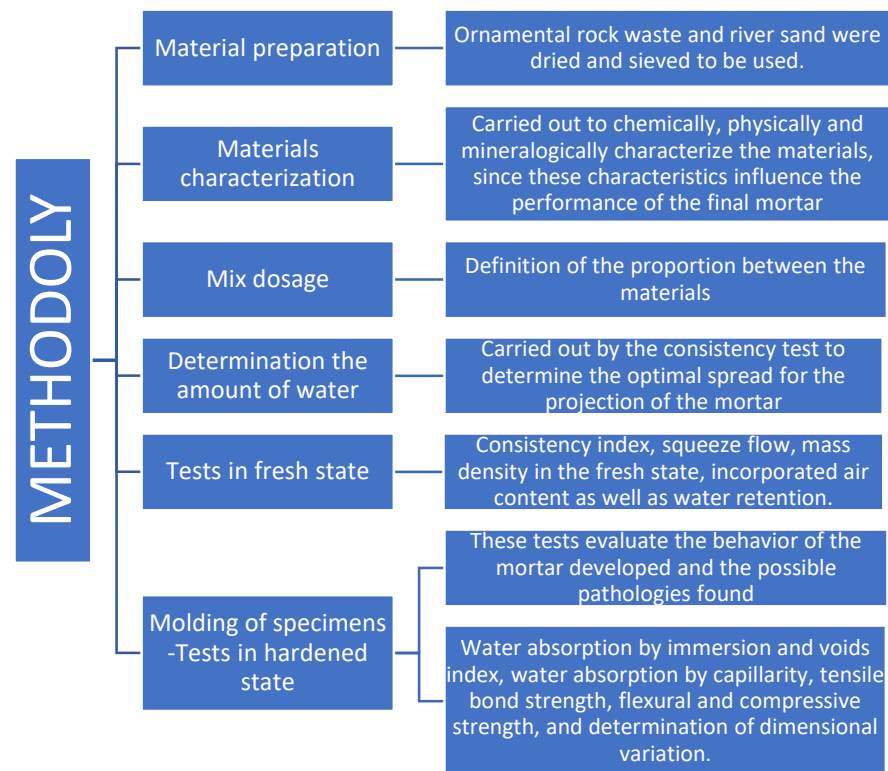 METHODOLY
Material preparation
Ornamental rock waste and river sand were
dried and sieved to be used.
Materials
characterization
Carried out to chemically, physically and
mineralogically characterize the materials,
since these characteristics influence the
performance of the final mortar
Mix dosage
Definition of the proportion between the
materials
Determination the
amount of water
Carried out by the consistency test to
determine the optimal spread for the
projection of the mortar
Tests in fresh state
Consistency index, squeeze flow, mass
density in the fresh state, incorporated air
content as well as water retention.
Molding of specimens
-Tests in hardened
state
These tests evaluate the behavior of the
mortar developed and the possible
pathologies found
Water absorption by immersion and voids
index, water absorption by capillarity, tensile
bond strength, flexural and compressive
strength, and determination of dimensional
variation.